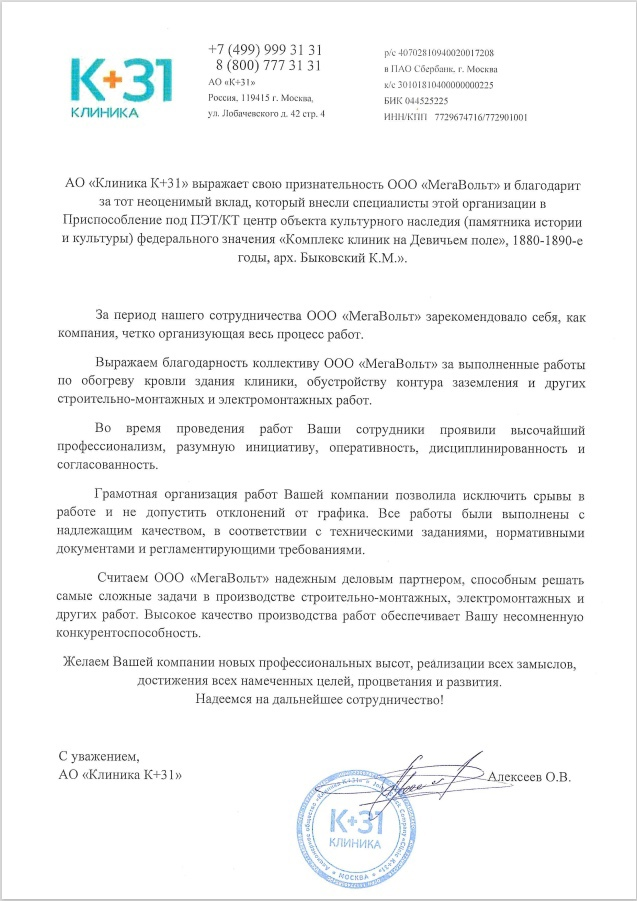 К+31
КЛИНИКА
+7 (499) 999 31 31
8 (800) 777 31 31
АО «К+31»
Россия, 119415 г. Москва,
ул. Лобачевского д. 42 стр. 4
р/с 40702810940020017208
в ПАО Сбербанк. г. Москва
к/с 30101810400000000225
БИК 044525225
ИНН/КПП 7729674716/772901001
АО «Клиника К+31» выражает свою признательность ООО «МегаВольт» и благодарит
за тот неоценимый вклад, который внесли специалисты этой организации в
Приспособление под ПЭТ/КТ центр объекта культурного наследия (памятника истории
и культуры) федерального значения «Комплекс клиник на Девичьем поле», 1880-1890-е
годы, арх. Быковский К.М.».
За период нашего сотрудничества ООО «МегаВольт» зарекомендовало себя, как
компания, четко организующая весь процесс работ.
Выражаем благодарность коллективу ООО «МегаВольт» за выполненные работы
по обогреву кровли здания клиники, обустройству контура заземления и других
строительно-монтажных и электромонтажных работ.
Во время проведения работ Ваши сотрудники проявили высочайший
профессионализм, разумную инициативу, оперативность, дисциплинированность и
согласованность.
Грамотная организация работ Вашей компании позволила исключить срывы в
работе и не допустить отклонений от графика. Все работы были выполнены с
надлежащим качеством, в соответствии с техническими заданиями, нормативными
документами и регламентирующими требованиями.
Считаем ООО «МегаВольт» надежным деловым партнером, способным решать
самые сложные задачи в производстве строительно-монтажных, электромонтажных и
других работ. Высокое качество производства работ обеспечивает Вашу несомненную
конкурентоспособность.
Желаем Вашей компании новых профессиональных высот, реализации всех замыслов,
достижения всех намеченных целей, процветания и развития.
Надеемся на дальнейшее сотрудничество!
С уважением,
АО «Клиника К+31»
Алексеев О.В.
Акционерное общество «Клиника К+31»
К+31
КЛИНИКА
МОСКВА